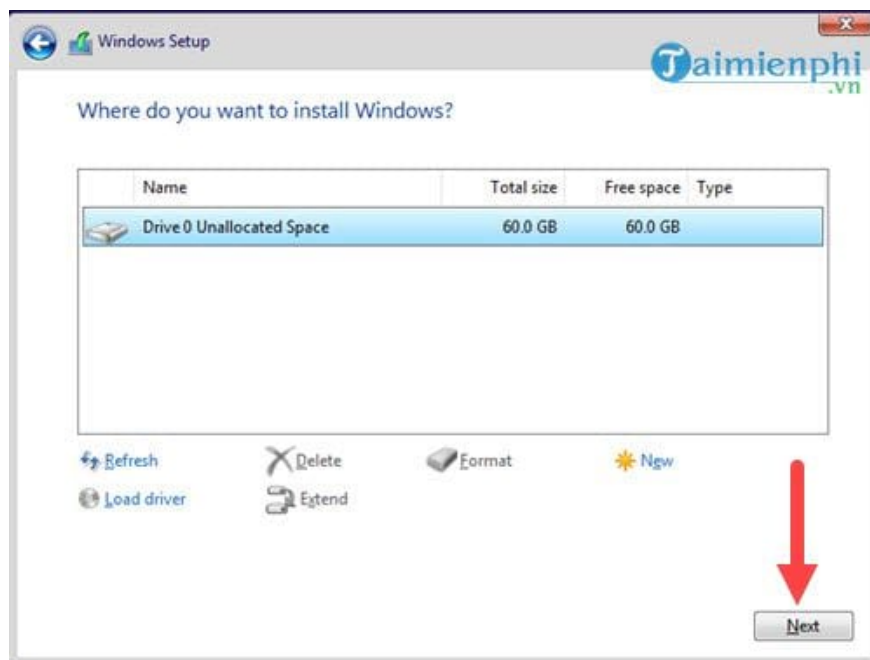 Windows Setup
Taimienphi
.vn
Where do you want to install Windows?
Name Total size Free space Type
Drive 0 Unallocated Space 60.0 GB 60.0 GB
Refresh Delete Format New
Load driver Extend
Next